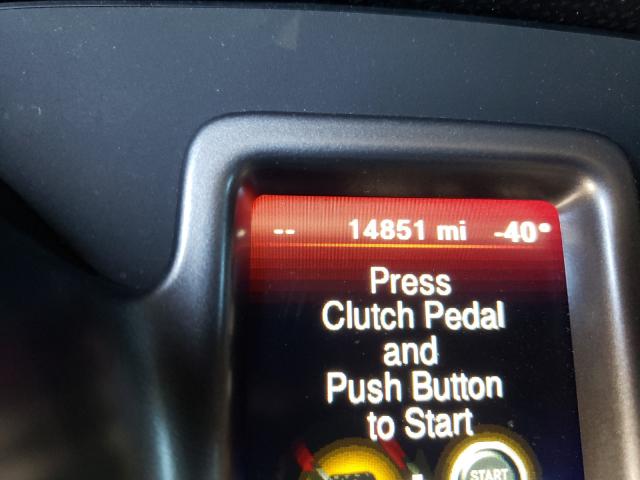 -- 14851 mi -40°
Press
Clutch Pedal
and
Push Button
to Start
START